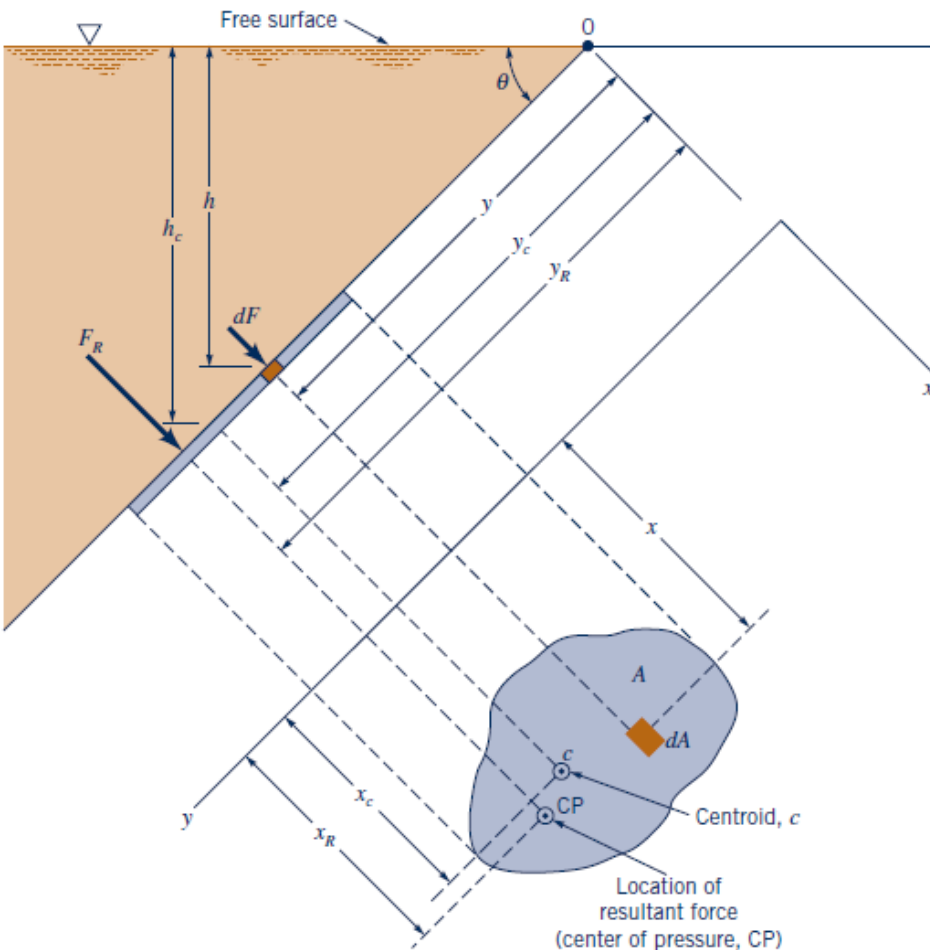 Free surface
0
θ
h
h_c
y
y_c
y_R
dF
F_R
x
x
A
dA
c
x_c
CP
y
x_R
Centroid, c
Location of
resultant force
(center of pressure, CP)